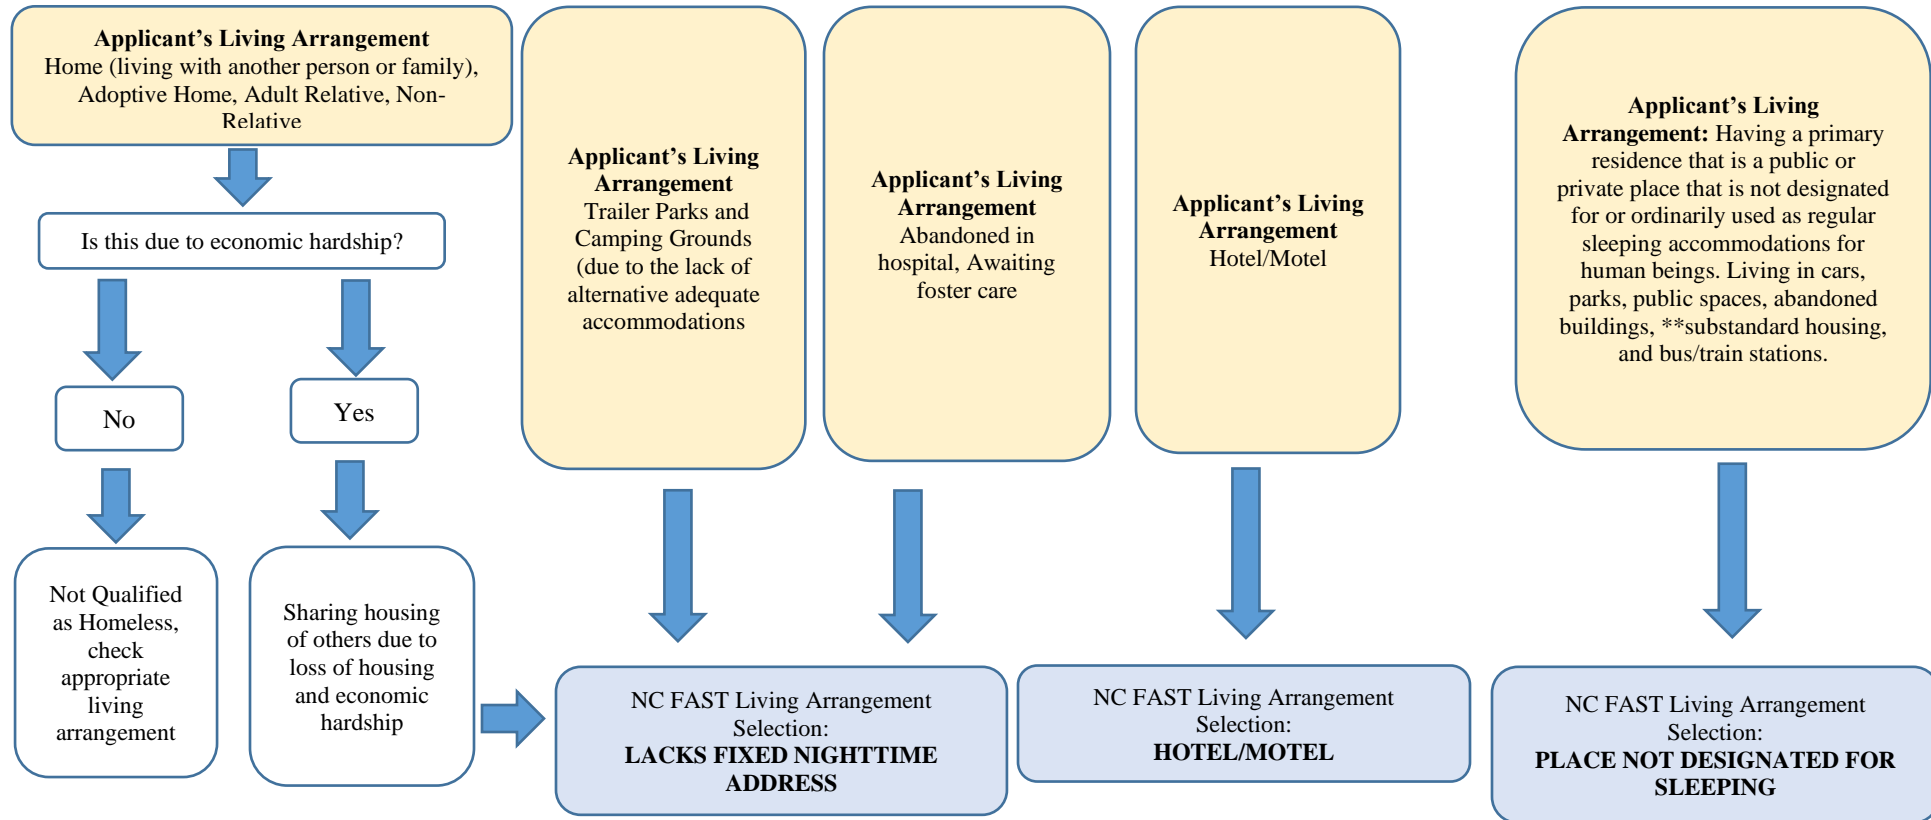 Applicant’s Living Arrangement
Home (living with another person or family),
Adoptive Home, Adult Relative, Non-
Relative
Is this due to economic hardship?
No
Yes
Not Qualified
as Homeless,
check
appropriate
living
arrangement
Sharing housing
of others due to
loss of housing
and economic
hardship
Applicant’s Living
Arrangement
Trailer Parks and
Camping Grounds
(due to the lack of
alternative adequate
accommodations
Applicant’s Living
Arrangement
Abandoned in
hospital, Awaiting
foster care
NC FAST Living Arrangement
Selection:
LACKS FIXED NIGHTTIME
ADDRESS
Applicant’s Living
Arrangement
Hotel/Motel
NC FAST Living Arrangement
Selection:
HOTEL/MOTEL
Applicant’s Living
Arrangement: Having a primary
residence that is a public or
private place that is not designated
for or ordinarily used as regular
sleeping accommodations for
human beings. Living in cars,
parks, public spaces, abandoned
buildings, **substandard housing,
and bus/train stations.
NC FAST Living Arrangement
Selection:
PLACE NOT DESIGNATED FOR
SLEEPING